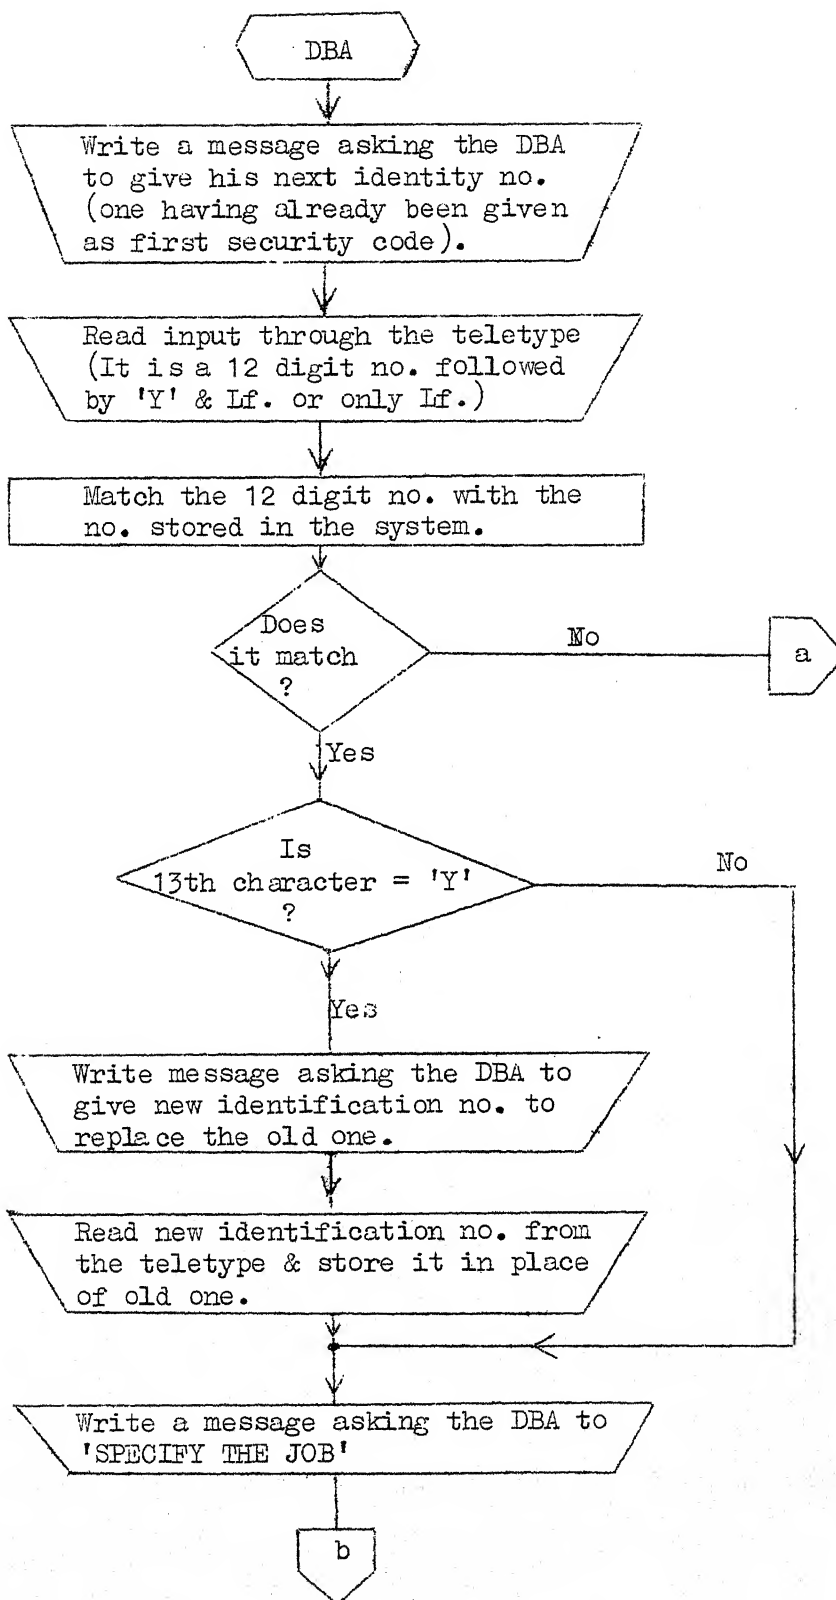 DBA
Write a message asking the DBA
to give his next identity no.
(one having already been given
as first security code).
Read input through the teletype
(It is a 12 digit no. followed
by 'Y' & Lf. or only Lf.)
Match the 12 digit no. with the
no. stored in the system.
Does
it match
?
No
a
Yes
Is
13th character = 'Y'
?
No
Yes
Write message asking the DBA to
give new identification no. to
replace the old one.
Read new identification no. from
the teletype & store it in place
of old one.
Write a message asking the DBA to
'SPECIFY THE JOB'
b